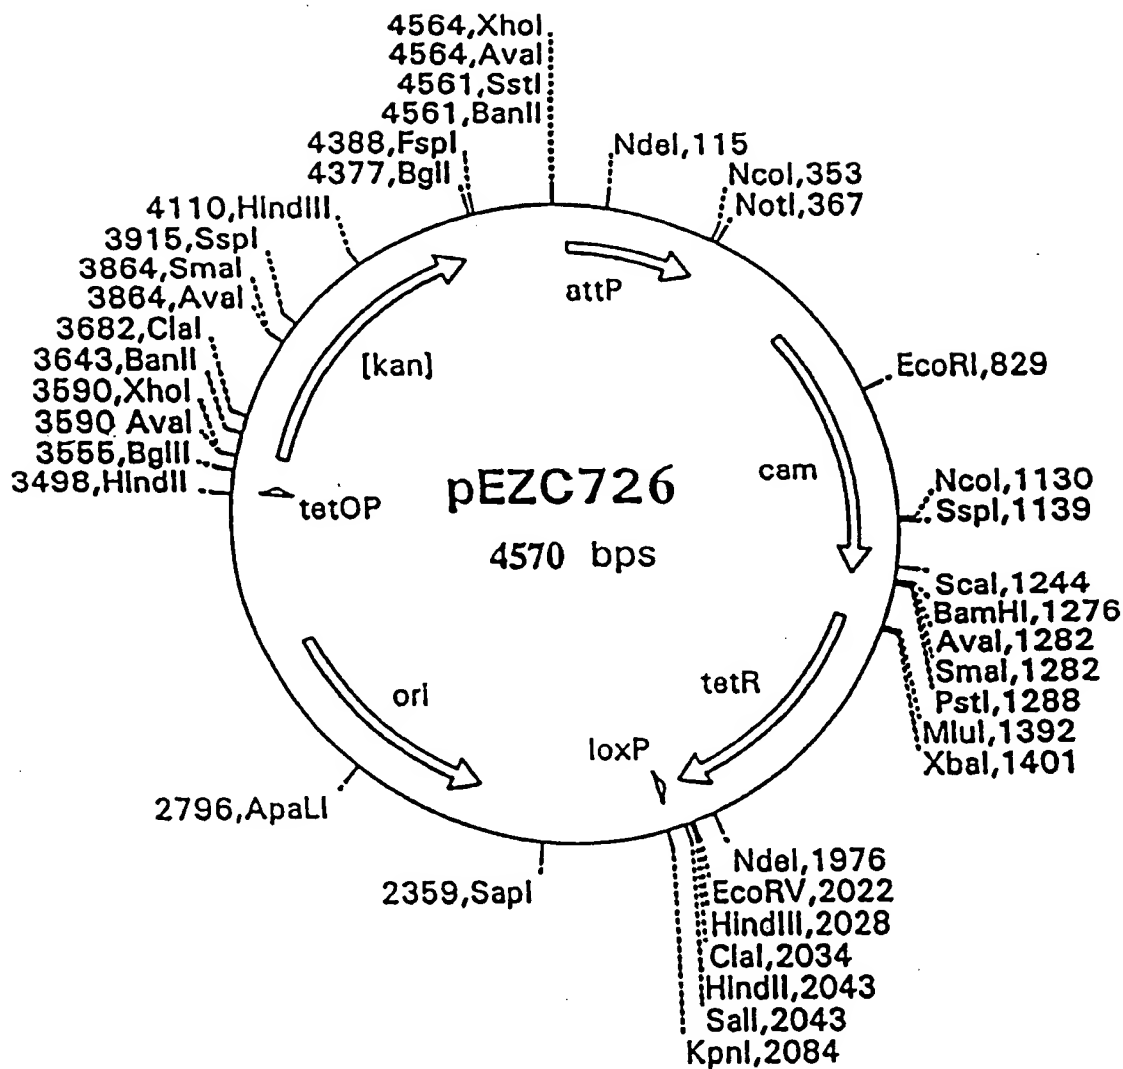 4564,XhoI
4564,AvaI
4561,SstI
4561,BanII
4388,FspI
4377,BglI
4110,HindIII
3915,SspI
3864,SmaI
3864,AvaI
3682,ClaI
3643,BanII
3590,XhoI
3590 AvaI
3555,BglII
3498,HindII
NdeI,115
NcoI,353
NotI,367
attP
EcoRI,829
[kan]
cam
NcoI,1130
SspI,1139
tetOP
pEZC726
4570 bps
ScaI,1244
BamHI,1276
AvaI,1282
SmaI,1282
PstI,1288
MluI,1392
XbaI,1401
tetR
ori
loxP
2796,ApaLI
2359,SapI
NdeI,1976
EcoRV,2022
HindIII,2028
ClaI,2034
HindII,2043
SalI,2043
KpnI,2084